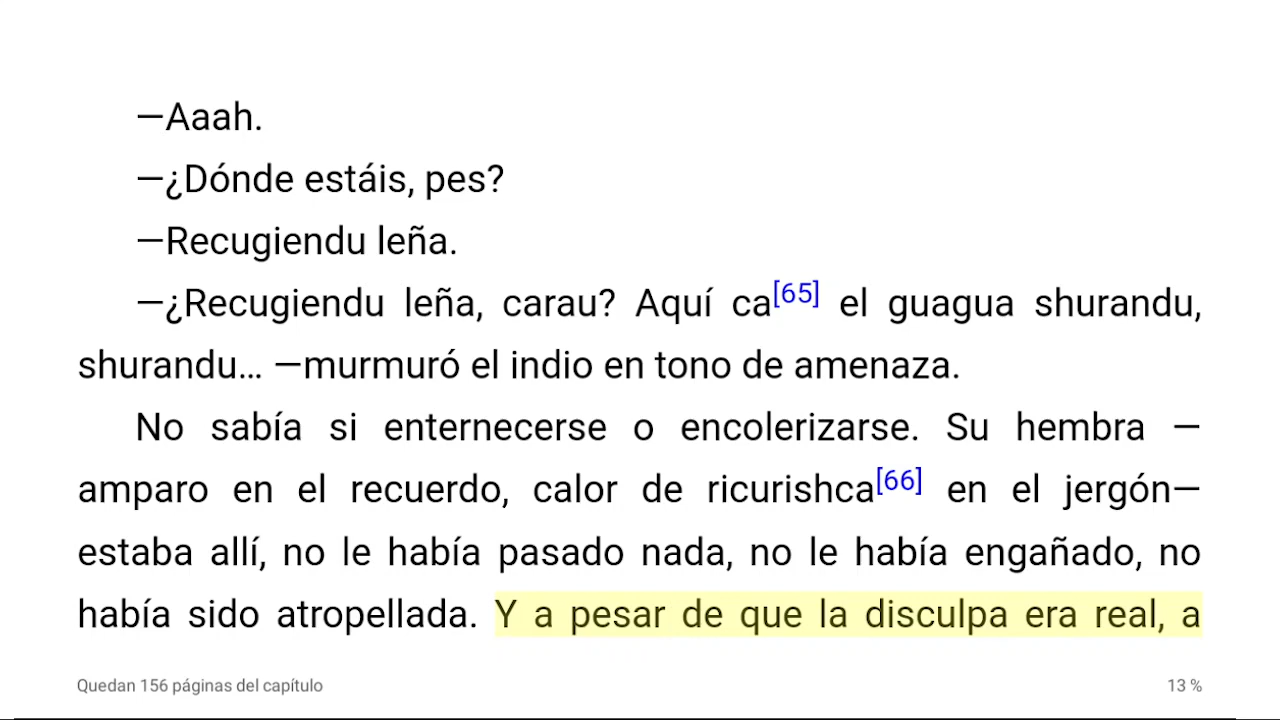 —Aaah.
—¿Dónde estáis, pes?
—Recugiendu leña.
—¿Recugiendu leña, carau? Aquí ca[65] el guagua shurandu,
shurandu… —murmuró el indio en tono de amenaza.
No sabía si enternecerse o encolerizarse. Su hembra —
amparo en el recuerdo, calor de ricurishca[66] en el jergón—
estaba allí, no le había pasado nada, no le había engañado, no
había sido atropellada. Y a pesar de que la disculpa era real, a
Quedan 156 páginas del capítulo
13 %